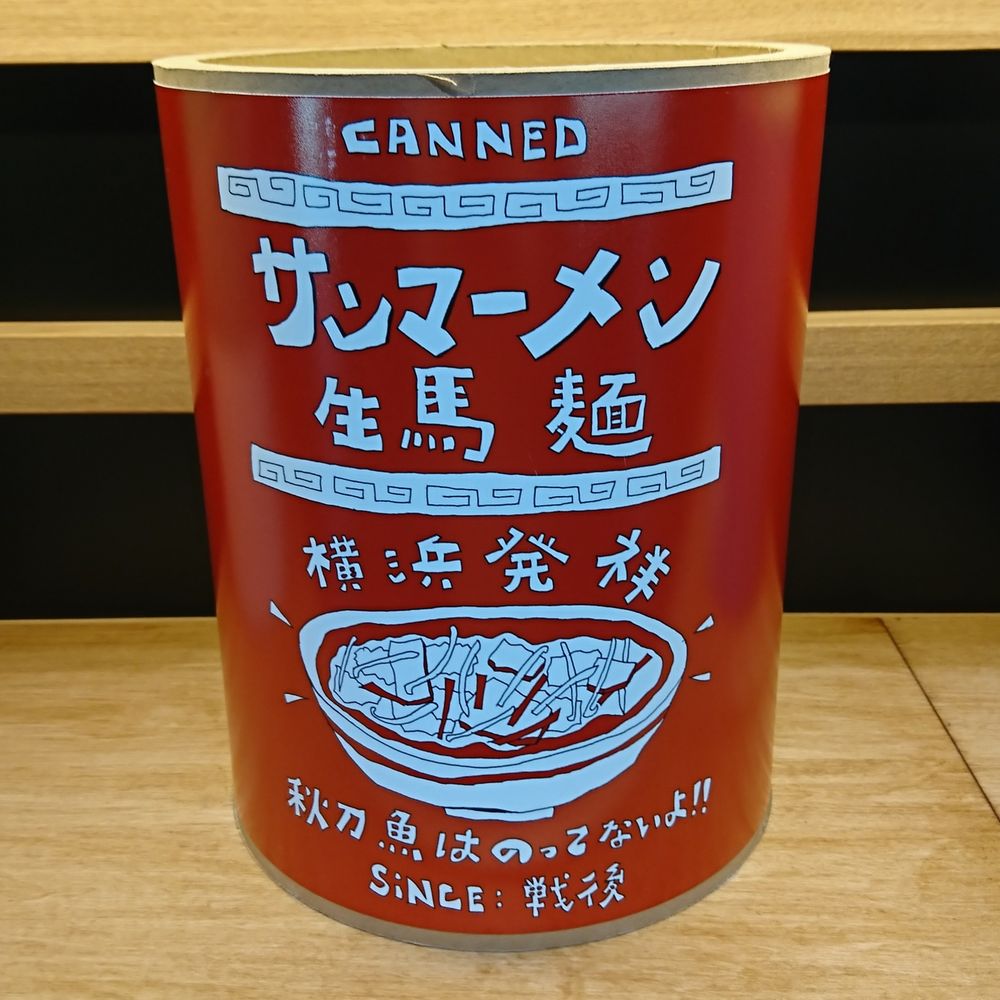 CANNED
サンマーメン
生馬麺
横浜発祥
秋刀魚はのってないよ!!
SiNCE:戦後